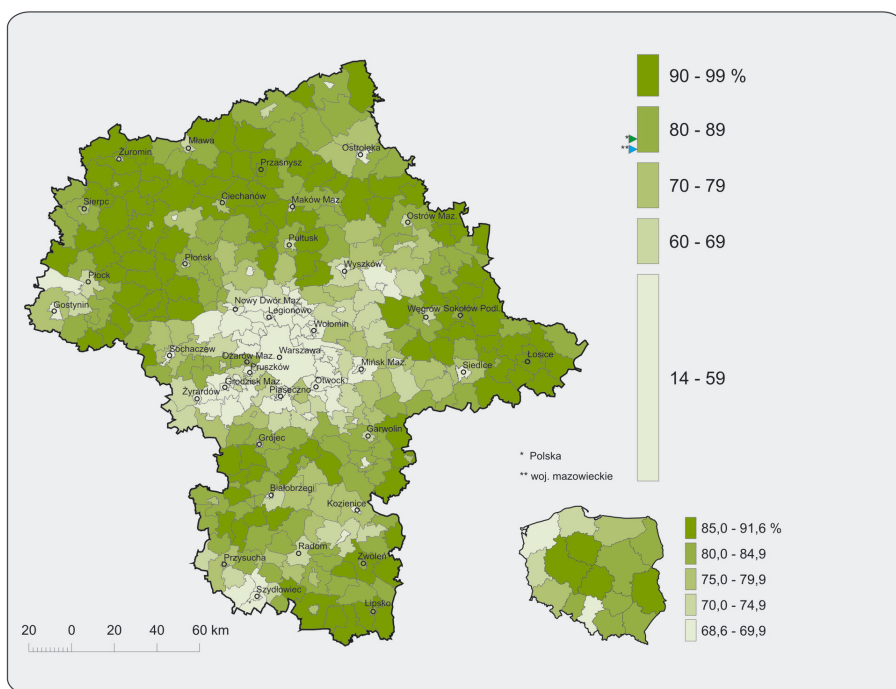 90 - 99 %
80 - 89
*
**
70 - 79
60 - 69
14 - 59
Mława
Ostrołęka
Żuromin
Przasnysz
Sierpc
Ciechanów
Maków Maz.
Ostrów Maz.
Pułtusk
Płońsk
Wyszków
Płock
Gostynin
Nowy Dwór Maz.
Legionowo
Węgrów
Sokołów Podl.
Wołomin
Sochaczew
Ożarów Maz.
Warszawa
Mińsk Maz.
Siedlce
Łosice
Pruszków
Grodzisk Maz.
Otwock
Żyrardów
Piaseczno
Garwolin
Grójec
* Polska
** woj. mazowieckie
Białobrzegi
Kozienice
Radom
Przysucha
Zwoleń
Szydłowiec
Lipsko
85,0 - 91,6 %
80,0 - 84,9
75,0 - 79,9
70,0 - 74,9
68,6 - 69,9
20 0 20 40 60 km